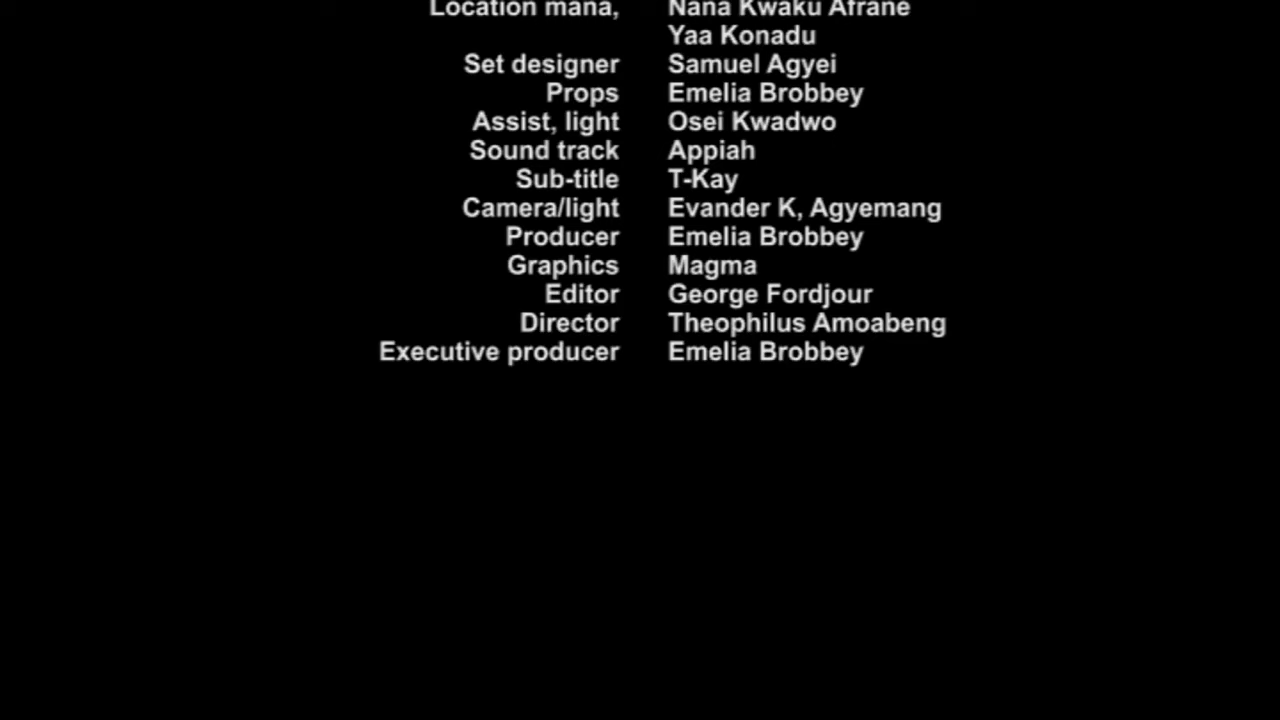 Location mana, Nana Kwaku Afrane
Yaa Konadu
Set designer Samuel Agyei
Props Emelia Brobbey
Assist, light Osei Kwadwo
Sound track Appiah
Sub-title T-Kay
Camera/light Evander K, Agyemang
Producer Emelia Brobbey
Graphics Magma
Editor George Fordjour
Director Theophilus Amoabeng
Executive producer Emelia Brobbey